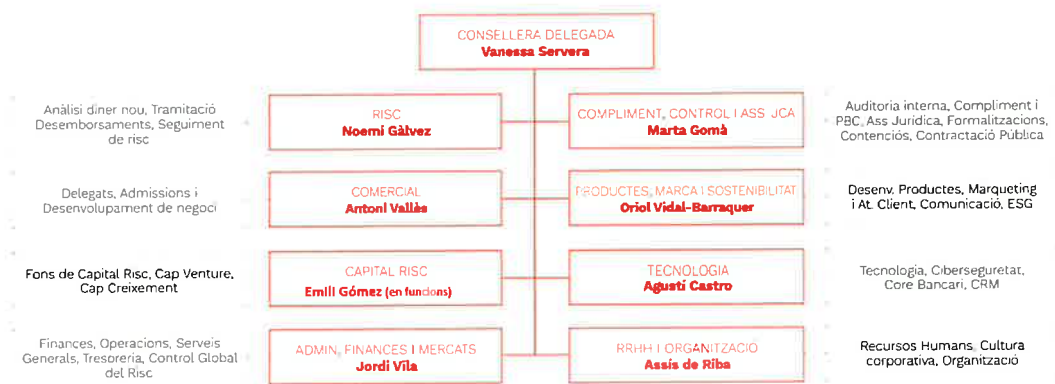 CONSELLERA DELEGADA
Vanessa Servera
Anàlisi diner nou, Tramitació
Desemborsaments, Seguiment
de risc
RISC
Noemí Gàlvez
COMPLIMENT, CONTROL I ASS JCA
Marta Gomà
Auditoria interna, Compliment i
PBC, Ass Jurídica, Formalitzacions,
Contenciós, Contractació Pública
Delegats, Admissions i
Desenvolupament de negoci
COMERCIAL
Antoni Vallès
PRODUCTES, MARCA I SOSTENIBILITAT
Oriol Vidal-Barraquer
Desenv. Productes, Marqueting
i At. Client, Comunicació, ESG
Fons de Capital Risc, Cap Venture,
Cap Creixement
CAPITAL RISC
Emili Gómez (en funcions)
TECNOLOGIA
Agustí Castro
Tecnologia, Ciberseguretat,
Core Bancari, CRM
Finances, Operacions, Serveis
Generals, Tresoreria, Control Global
del Risc
ADMIN, FINANCES I MERCATS
Jordi Vila
RRHH I ORGANITZACIÓ
Assís de Riba
Recursos Humans, Cultura
corporativa, Organització